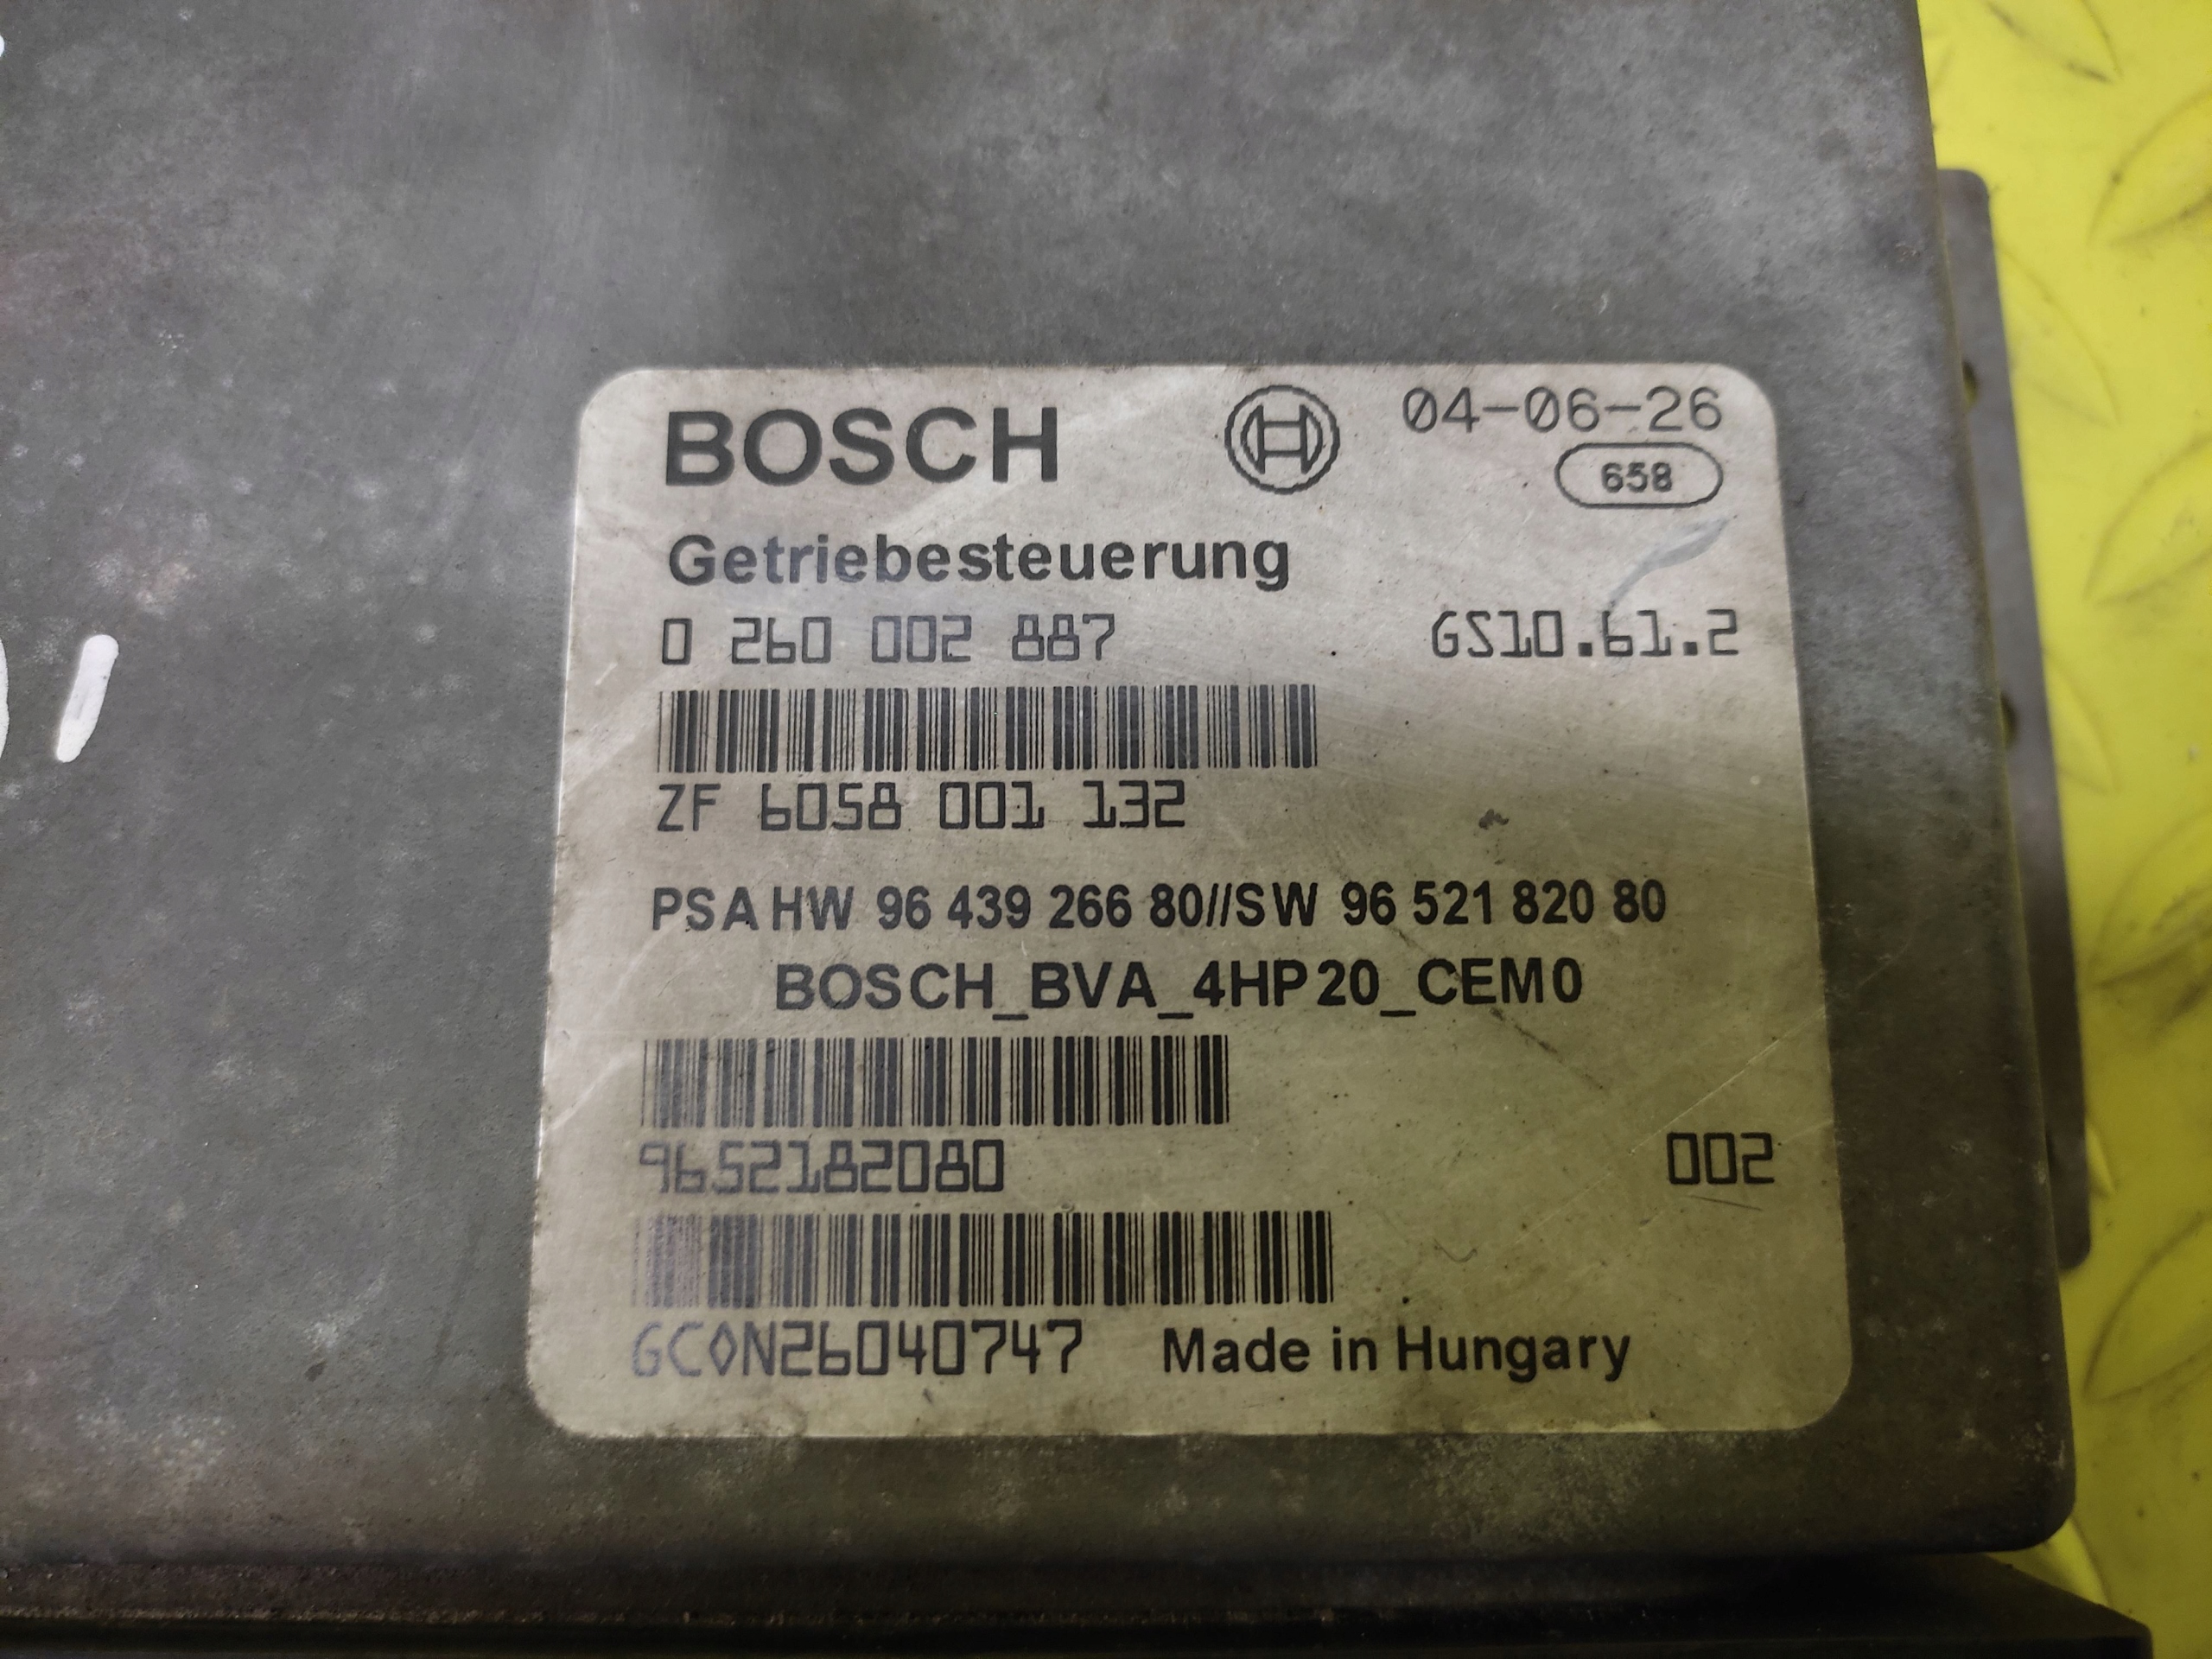 BOSCH 04-06-26
658
Getriebesteuerung
0 260 002 887 GS10.61.2
ZF 6058 001 132
PSA HW 96 439 266 80//SW 96 521 820 80
BOSCH_BVA_4HP20_CEM0
9652182080 002
GC0N26040747 Made in Hungary